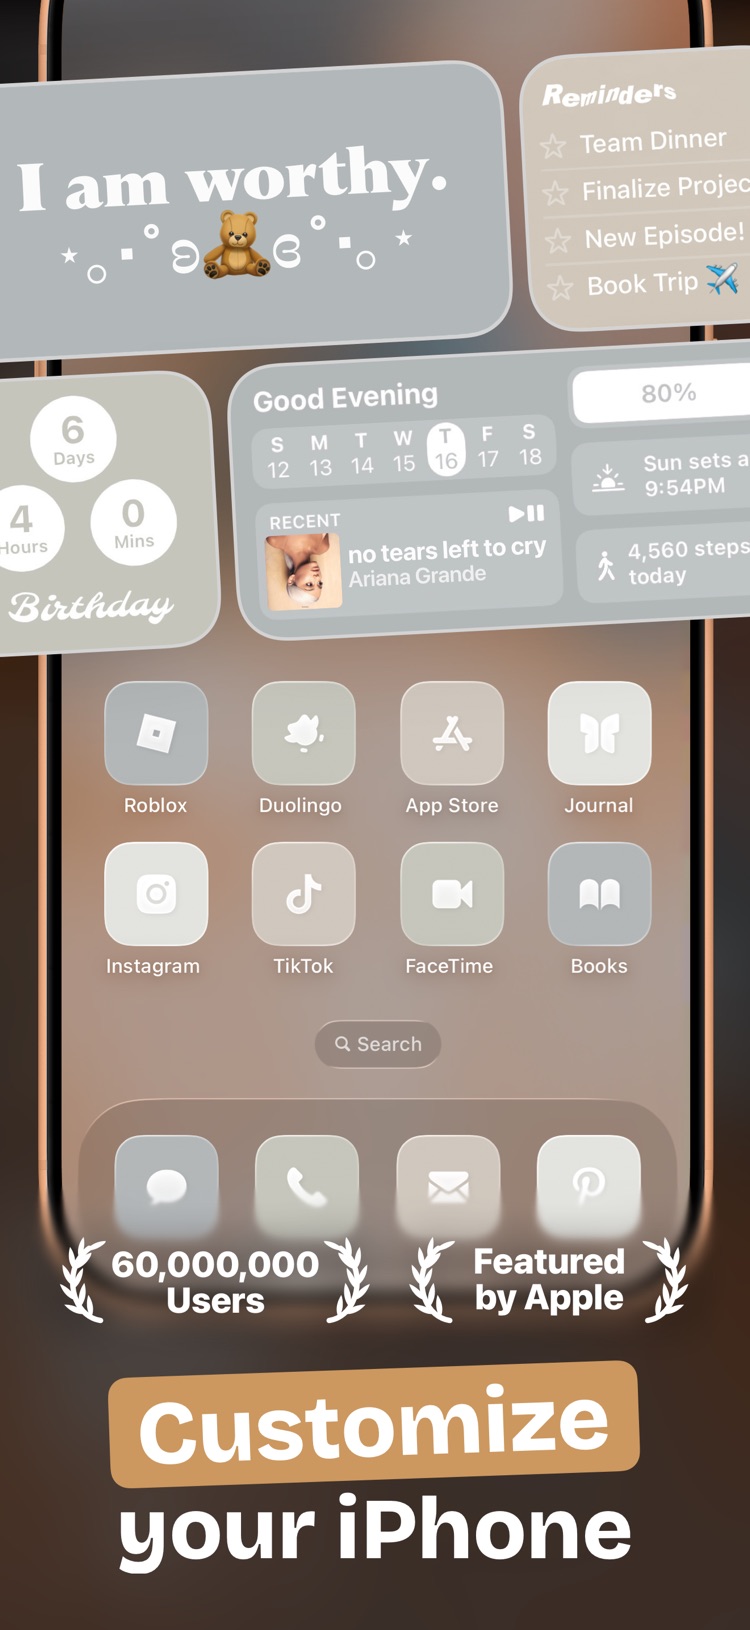 I am worthy.
Reminders
Team Dinner
Finalize Projec
New Episode!
Book Trip ✈️
6
Days
4
Hours
0
Mins
Birthday
Good Evening
S M T W T F S
12 13 14 15 16 17 18
RECENT
no tears left to cry
Ariana Grande
80%
Sun sets a
9:54PM
4,560 steps
today
Roblox Duolingo App Store Journal
Instagram TikTok FaceTime Books
Search
60,000,000
Users
Featured
by Apple
Customize
your iPhone